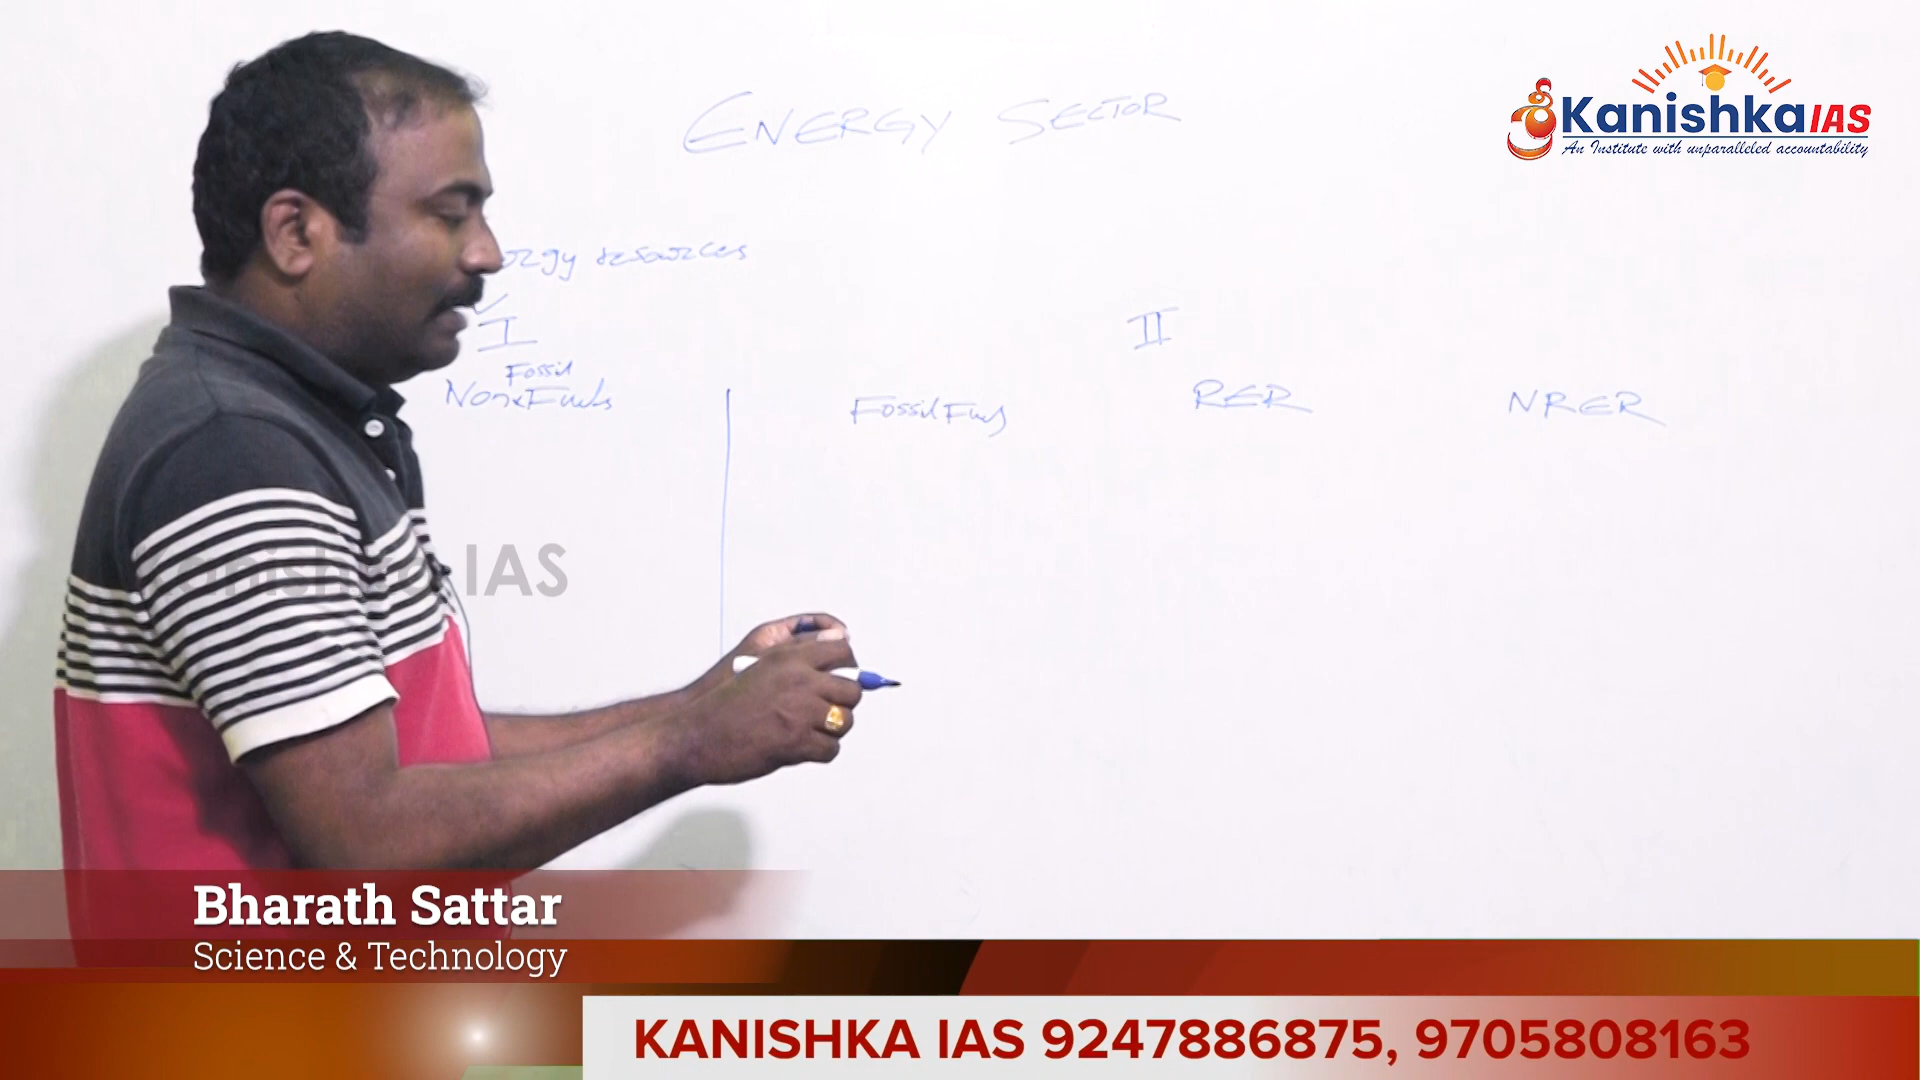 ENERGY SECTOR
Kanishka IAS
An Institute with unparalleled accountability
resources
I
II
Fossil
Non Fuels
Fossil Fuels
RER
NRER
Kanishka IAS
Bharath Sattar
Science & Technology
KANISHKA IAS 9247886875, 9705808163